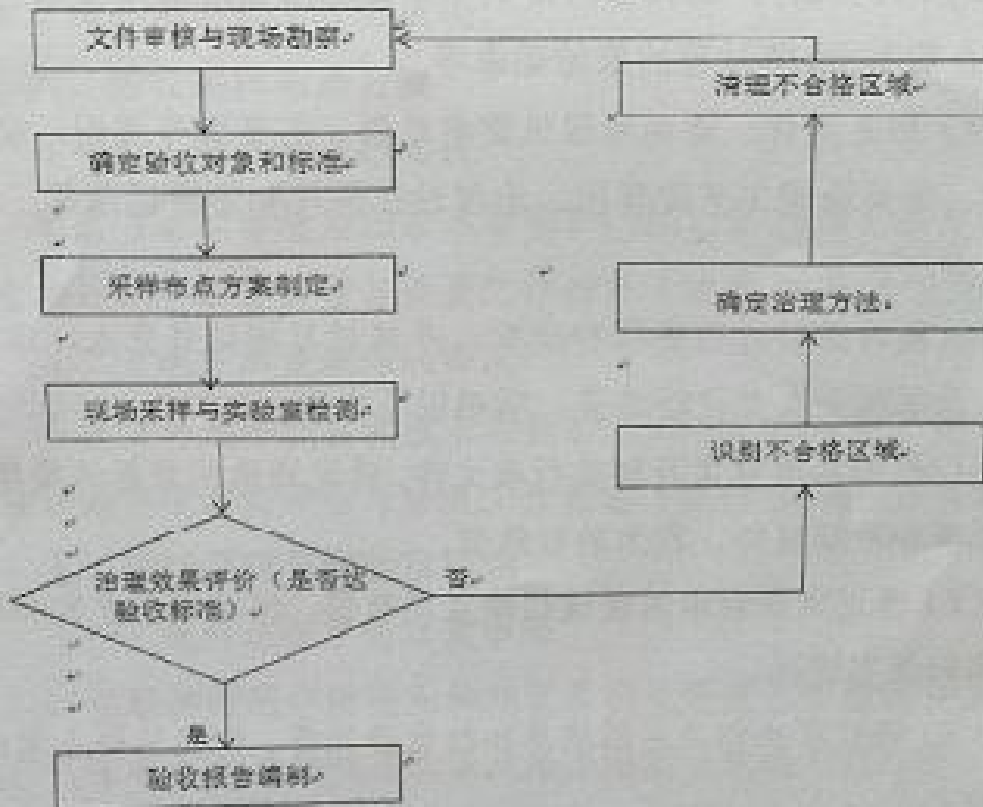 文件审核与现场勘察
确定验收对象和标准
采样布点方案制定
现场采样与实验室检测
治理效果评价（是否达
验收标准）
是
验收报告编制
否
识别不合格区域
确定治理方法。
清理不合格区域